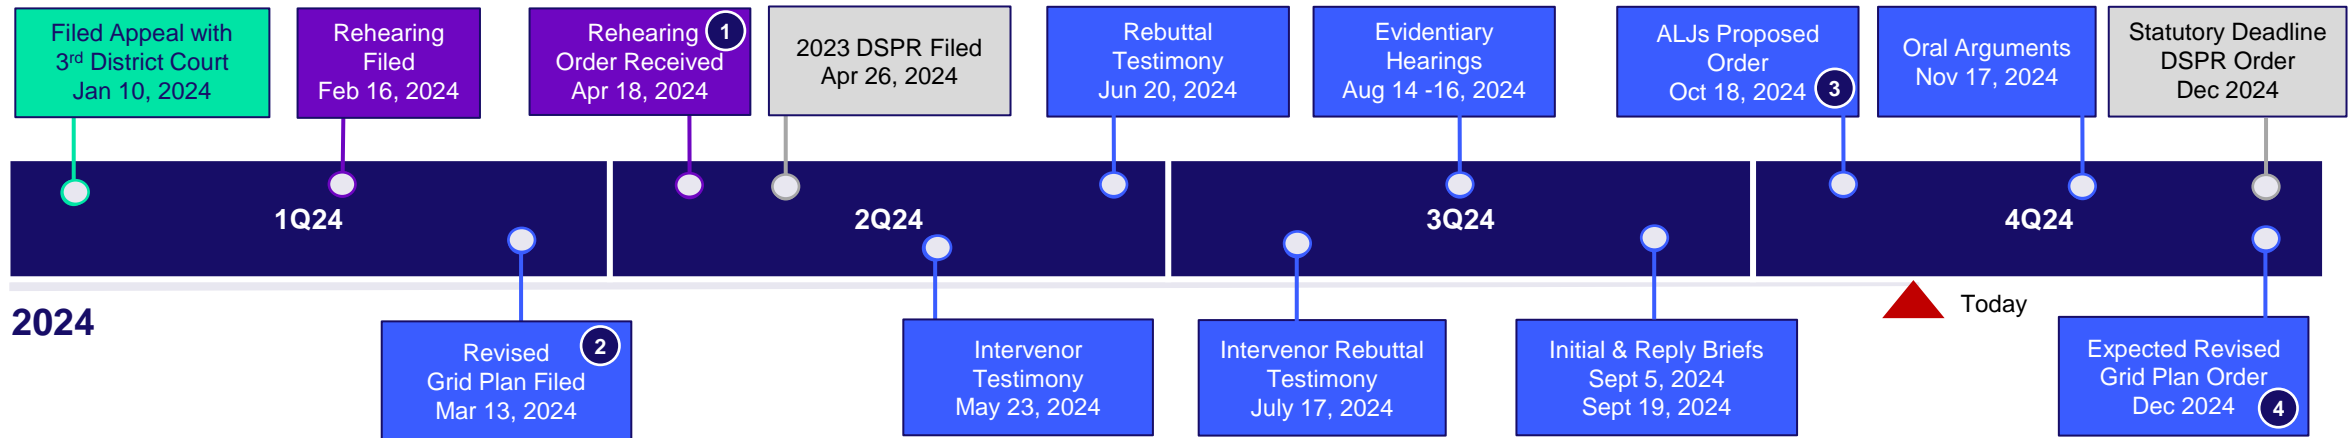 Filed Appeal with
3rd District Court
Jan 10, 2024
Rehearing
Filed
Feb 16, 2024
Rehearing
Order Received
Apr 18, 2024
1
2023 DSPR Filed
Apr 26, 2024
Rebuttal
Testimony
Jun 20, 2024
Evidentiary
Hearings
Aug 14 -16, 2024
ALJs Proposed
Order
Oct 18, 2024
3
Oral Arguments
Nov 17, 2024
Statutory Deadline
DSPR Order
Dec 2024
1Q24
2Q24
3Q24
4Q24
2024
Today
Revised
Grid Plan Filed
Mar 13, 2024
2
Intervenor
Testimony
May 23, 2024
Intervenor Rebuttal
Testimony
July 17, 2024
Initial & Reply Briefs
Sept 5, 2024
Sept 19, 2024
Expected Revised
Grid Plan Order
Dec 2024
4